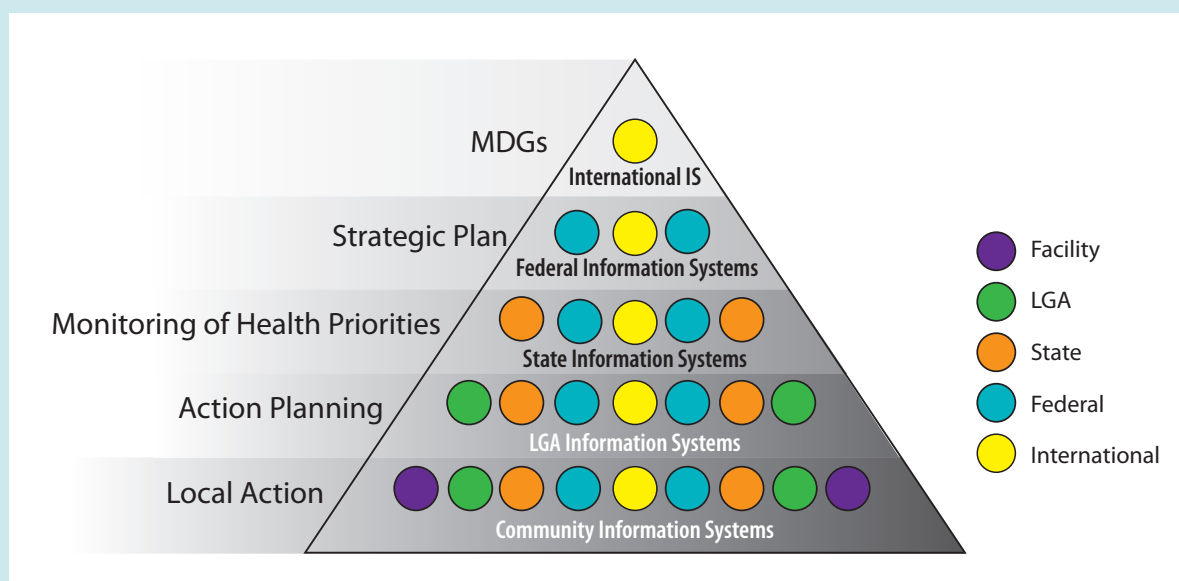 MDGs
International IS
Strategic Plan
Federal Information Systems
Monitoring of Health Priorities
State Information Systems
Action Planning
LGA Information Systems
Local Action
Community Information Systems
Facility
LGA
State
Federal
International